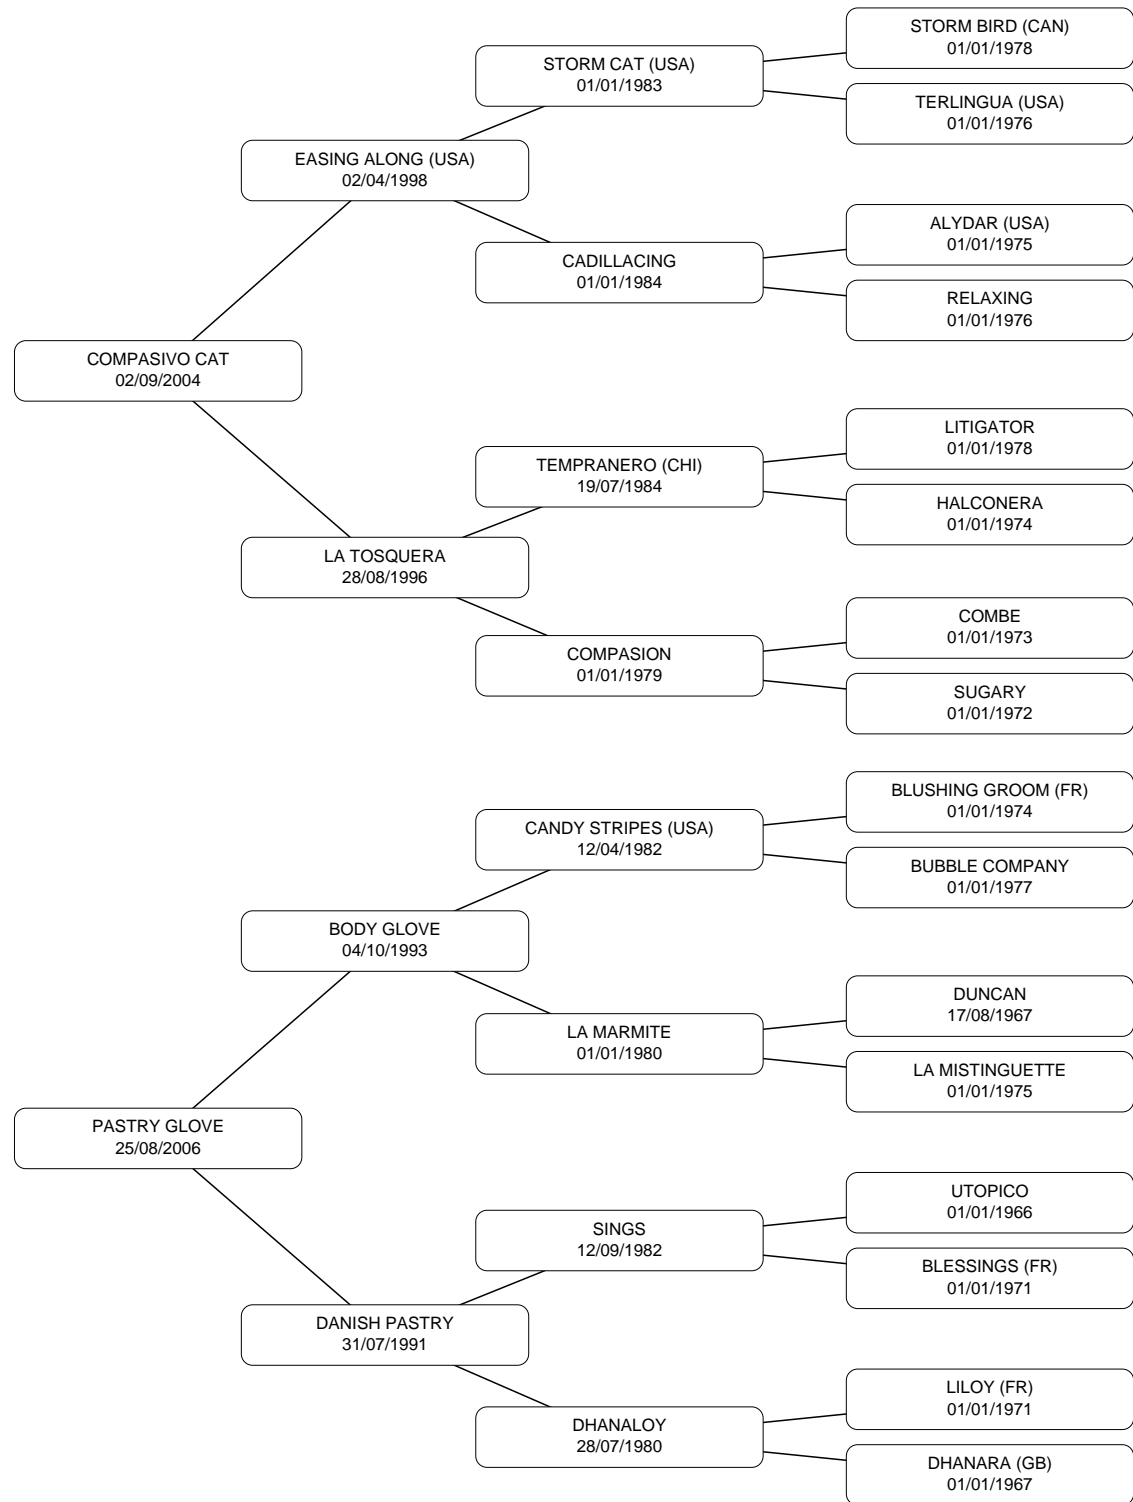 STORM BIRD (CAN)
01/01/1978
STORM CAT (USA)
01/01/1983
TERLINGUA (USA)
01/01/1976
EASING ALONG (USA)
02/04/1998
ALYDAR (USA)
01/01/1975
CADILLACING
01/01/1984
RELAXING
01/01/1976
COMPASIVO CAT
02/09/2004
LITIGATOR
01/01/1978
TEMPRANERO (CHI)
19/07/1984
HALCONERA
01/01/1974
LA TOSQUERA
28/08/1996
COMBE
01/01/1973
COMPASION
01/01/1979
SUGARY
01/01/1972
BLUSHING GROOM (FR)
01/01/1974
CANDY STRIPES (USA)
12/04/1982
BUBBLE COMPANY
01/01/1977
BODY GLOVE
04/10/1993
DUNCAN
17/08/1967
LA MARMITE
01/01/1980
LA MISTINGUETTE
01/01/1975
PASTRY GLOVE
25/08/2006
UTOPICO
01/01/1966
SINGS
12/09/1982
BLESSINGS (FR)
01/01/1971
DANISH PASTRY
31/07/1991
LILOY (FR)
01/01/1971
DHANALOY
28/07/1980
DHANARA (GB)
01/01/1967